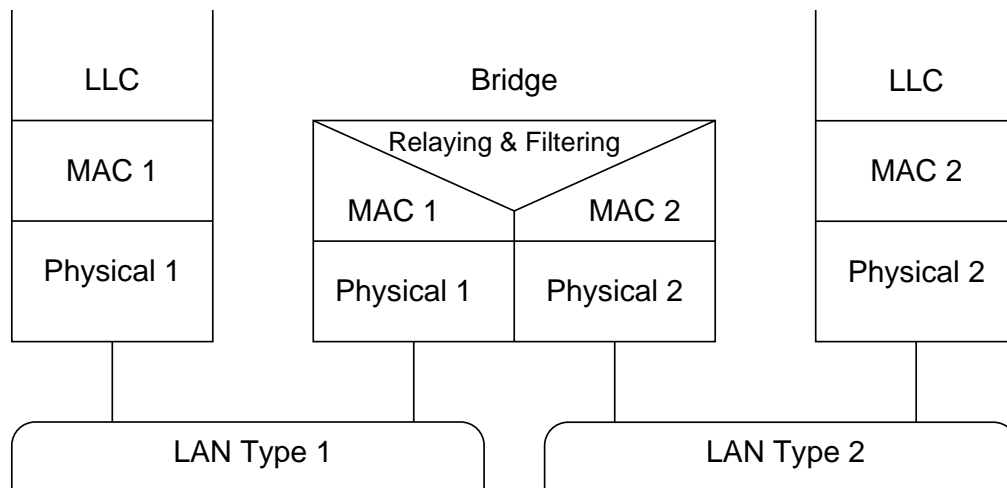 LLC
Bridge
LLC
Relaying & Filtering
MAC 1
MAC 2
MAC 1
MAC 2
Physical 1
Physical 2
Physical 1
Physical 2
LAN Type 1
LAN Type 2